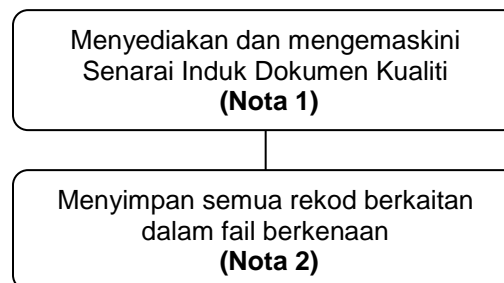 Menyediakan dan mengemaskini
Senarai Induk Dokumen Kualiti
(Nota 1)
Menyimpan semua rekod berkaitan
dalam fail berkenaan
(Nota 2)